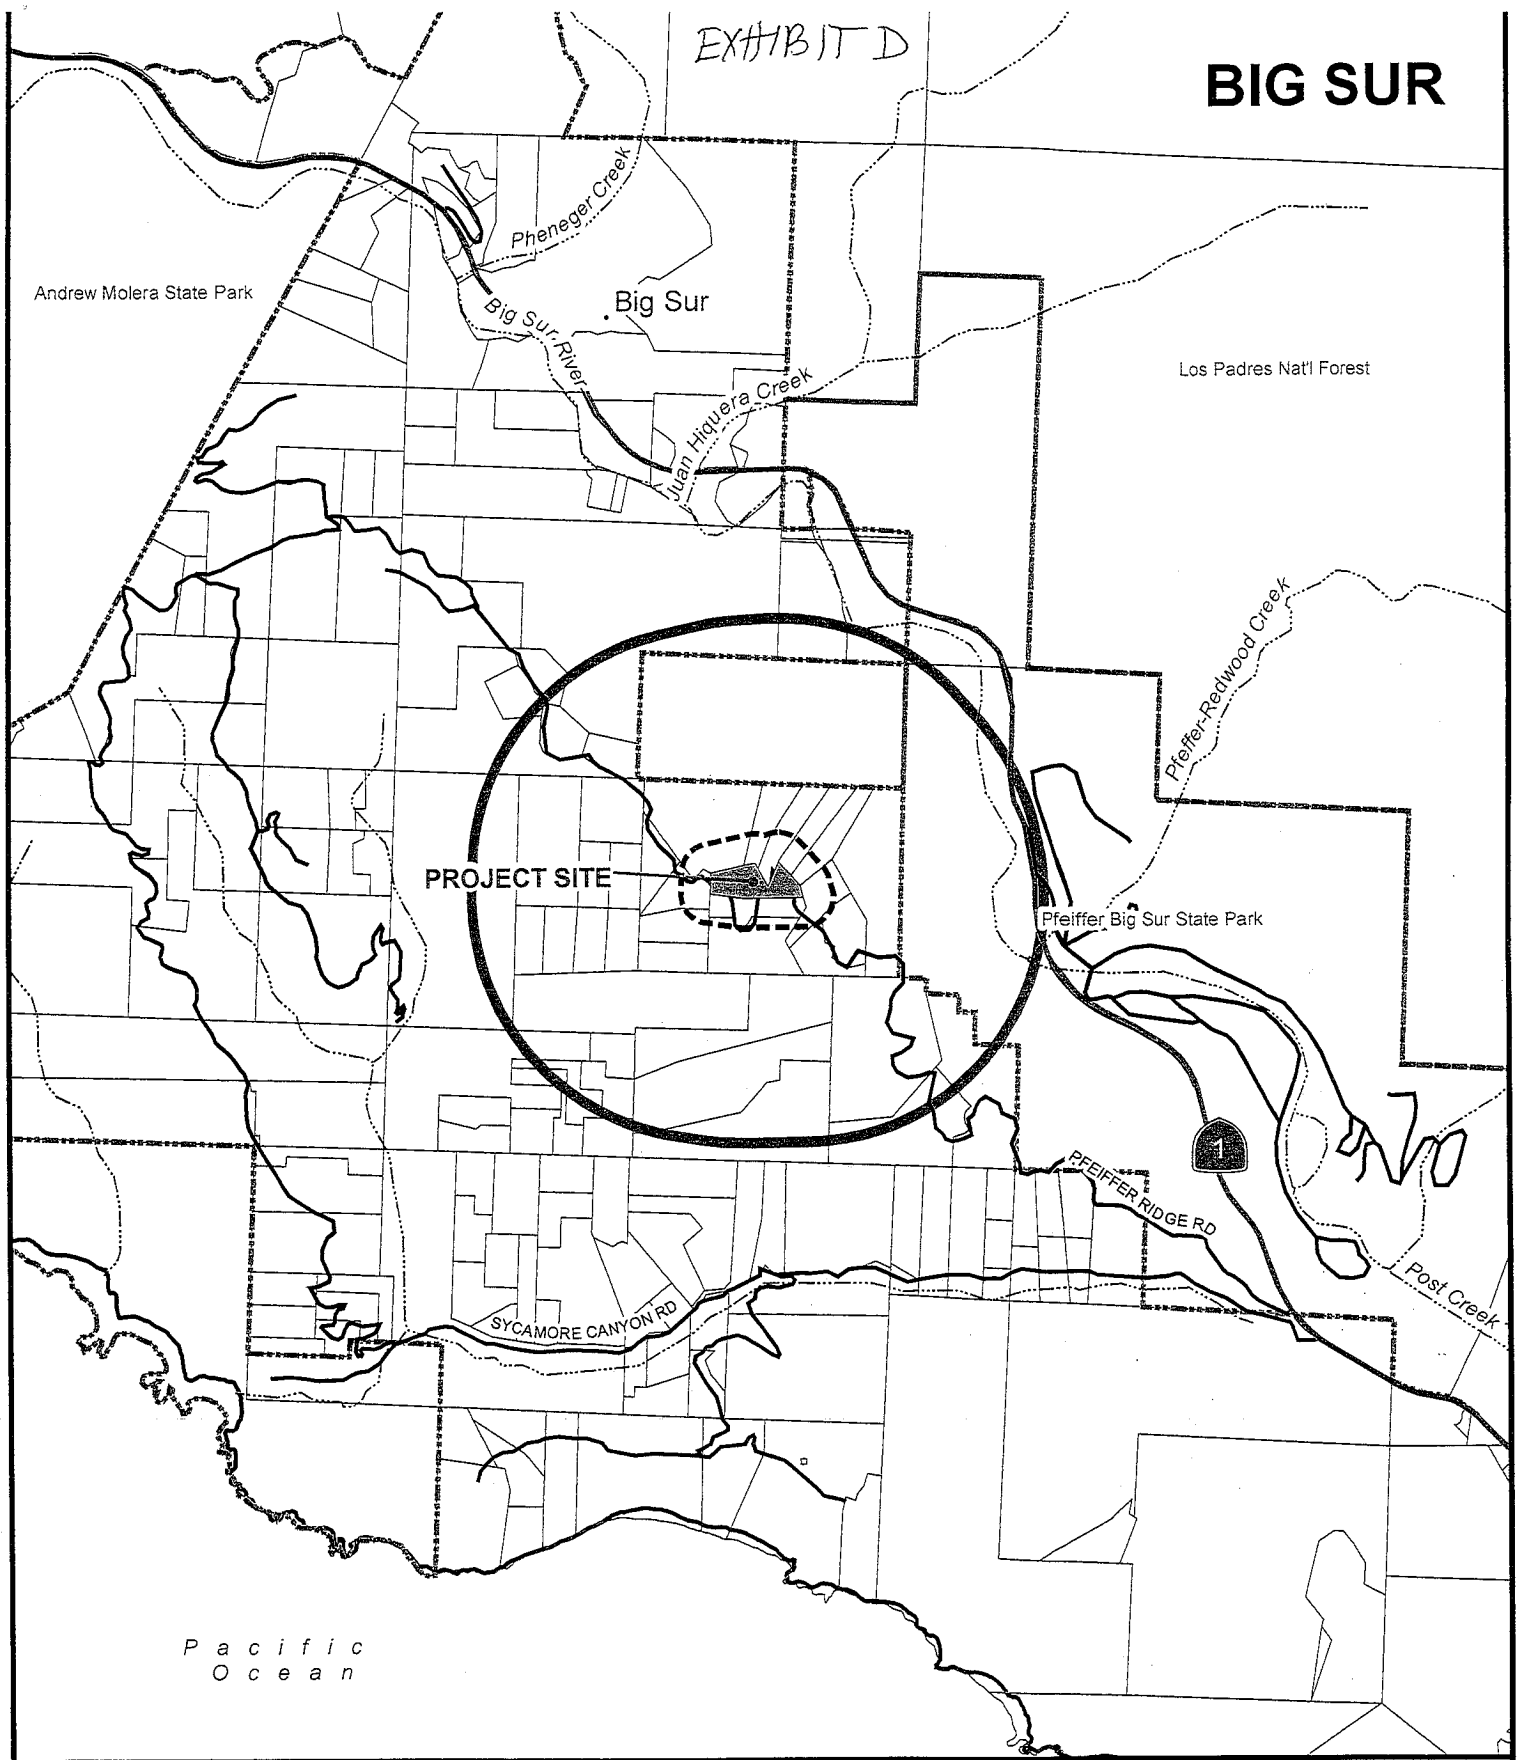 EXHIBIT D
BIG SUR
Pheneger Creek
Andrew Molera State Park
Big Sur
Big Sur River
Los Padres Nat'l Forest
Juan Hiquera Creek
Pfeffer-Redwood Creek
PROJECT SITE
Pfeiffer Big Sur State Park
1
PFEIFFER RIDGE RD
Post Creek
SYCAMORE CANYON RD
Pacific
Ocean